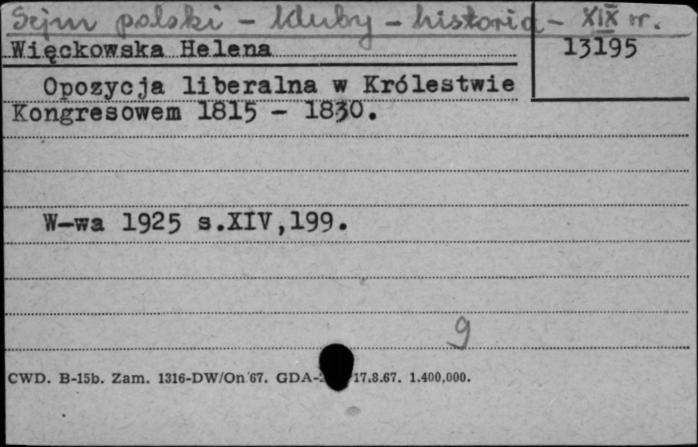 Sejm polski - kluby - historia - XIX w.
Więckowska Helena
13195
Opozycja liberalna w Królestwie
Kongresowem 1815 - 1830.
W-wa 1925 s.XIV,199.
9
CWD. B-15b. Zam. 1316-DW/On 67. GDA- 17.8.67. 1.400,000.